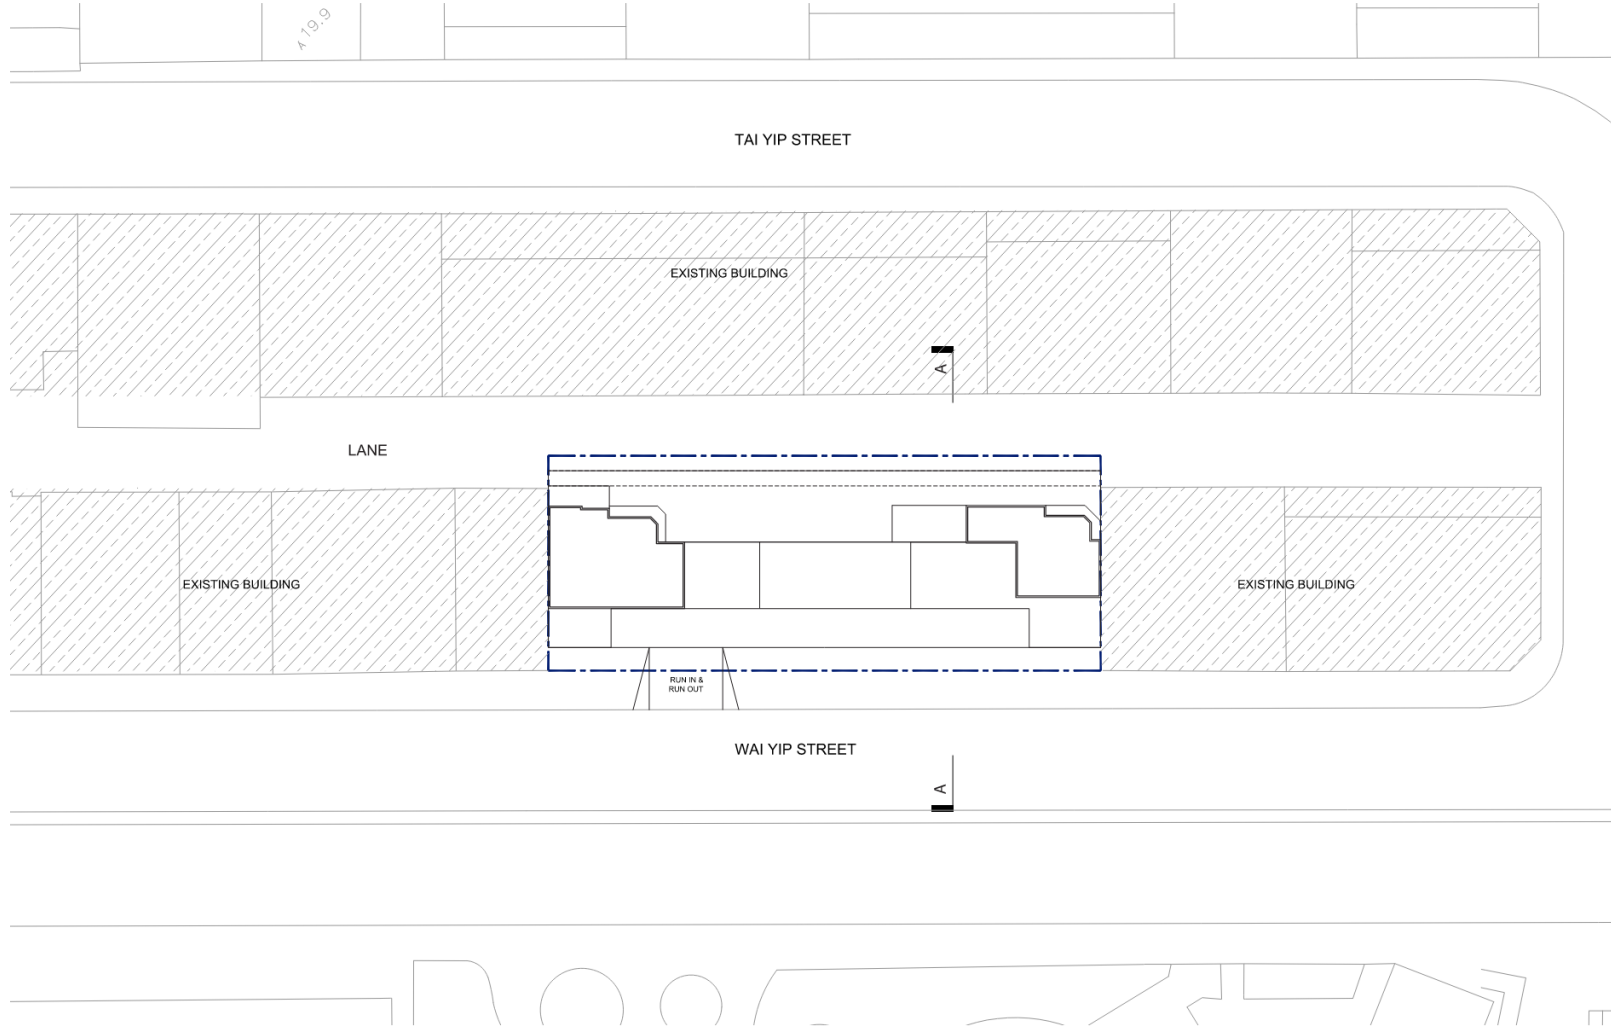 19.9
TAI YIP STREET
EXISTING BUILDING
A
LANE
EXISTING BUILDING
EXISTING BUILDING
RUN IN &
RUN OUT
WAI YIP STREET
A